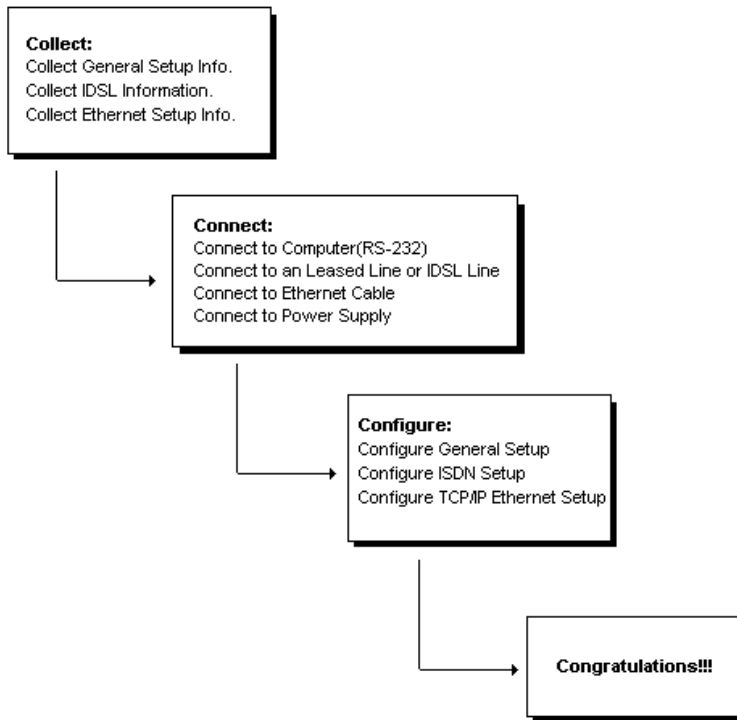 Collect:
Collect General Setup Info.
Collect IDSL Information.
Collect Ethernet Setup Info.
Connect:
Connect to Computer(RS-232)
Connect to an Leased Line or IDSL Line
Connect to Ethernet Cable
Connect to Power Supply
Configure:
Configure General Setup
Configure ISDN Setup
Configure TCP/IP Ethernet Setup
Congratulations!!!